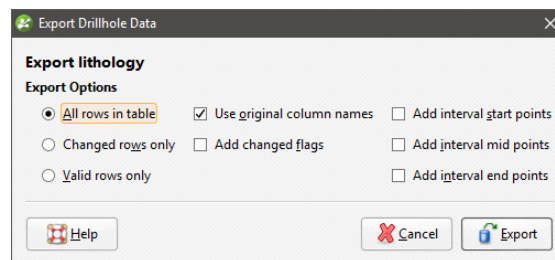 Export Drillhole Data
Export lithology
Export Options
All rows in table Use original column names Add interval start points
Changed rows only Add changed flags Add interval mid points
Valid rows only Add interval end points
Help Cancel Export